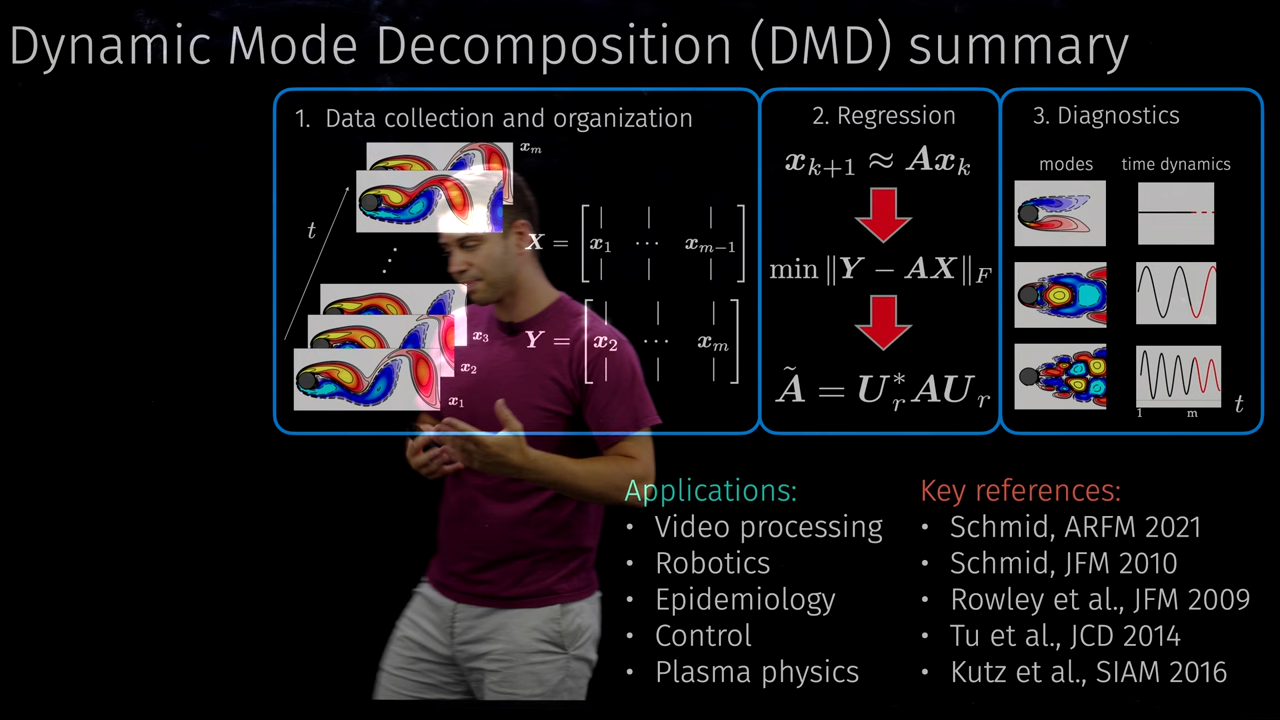 Dynamic Mode Decomposition (DMD) summary
1. Data collection and organization
x_m
t
⋮
x_3
x_2
x_1
X = [x_1 ⋯ x_{m-1}]
Y = [x_2 ⋯ x_m]
2. Regression
x_{k+1} ≈ Ax_k
min ‖Y − AX‖_F
Ã = U_r^* A U_r
3. Diagnostics
modes time dynamics
1 m t
Applications:
• Video processing
• Robotics
• Epidemiology
• Control
• Plasma physics
Key references:
• Schmid, ARFM 2021
• Schmid, JFM 2010
• Rowley et al., JFM 2009
• Tu et al., JCD 2014
• Kutz et al., SIAM 2016